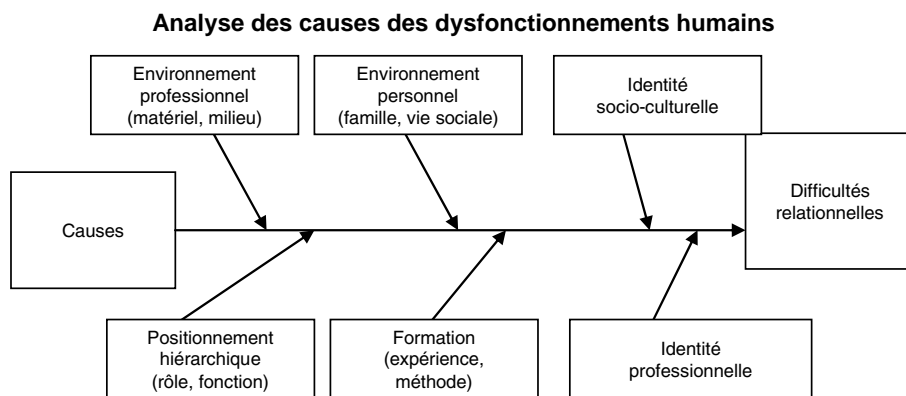 Analyse des causes des dysfonctionnements humains
Environnement
professionnel
(matériel, milieu)
Environnement
personnel
(famille, vie sociale)
Identité
socio-culturelle
Causes
Difficultés
relationnelles
Positionnement
hiérarchique
(rôle, fonction)
Formation
(expérience,
méthode)
Identité
professionnelle